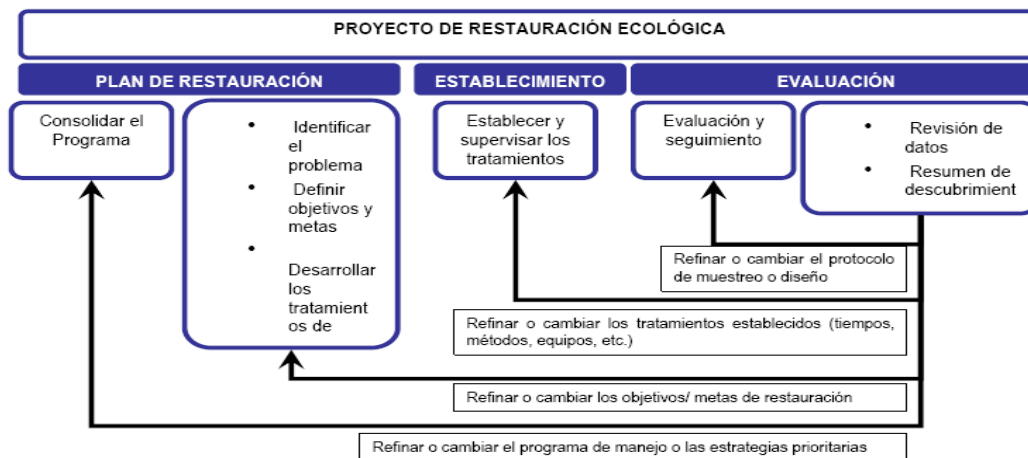 PROYECTO DE RESTAURACIÓN ECOLÓGICA
PLAN DE RESTAURACIÓN
ESTABLECIMIENTO
EVALUACIÓN
Consolidar el
Programa
• Identificar
el
problema
• Definir
objetivos y
metas
•
Desarrollar
los
tratamient
os de
Establecer y
supervisar los
tratamientos
Evaluación y
seguimiento
• Revisión de
datos
• Resumen de
descubrimient
Refinar o cambiar el protocolo
de muestreo o diseño
Refinar o cambiar los tratamientos establecidos (tiempos,
métodos, equipos, etc.)
Refinar o cambiar los objetivos/ metas de restauración
Refinar o cambiar el programa de manejo o las estrategias prioritarias